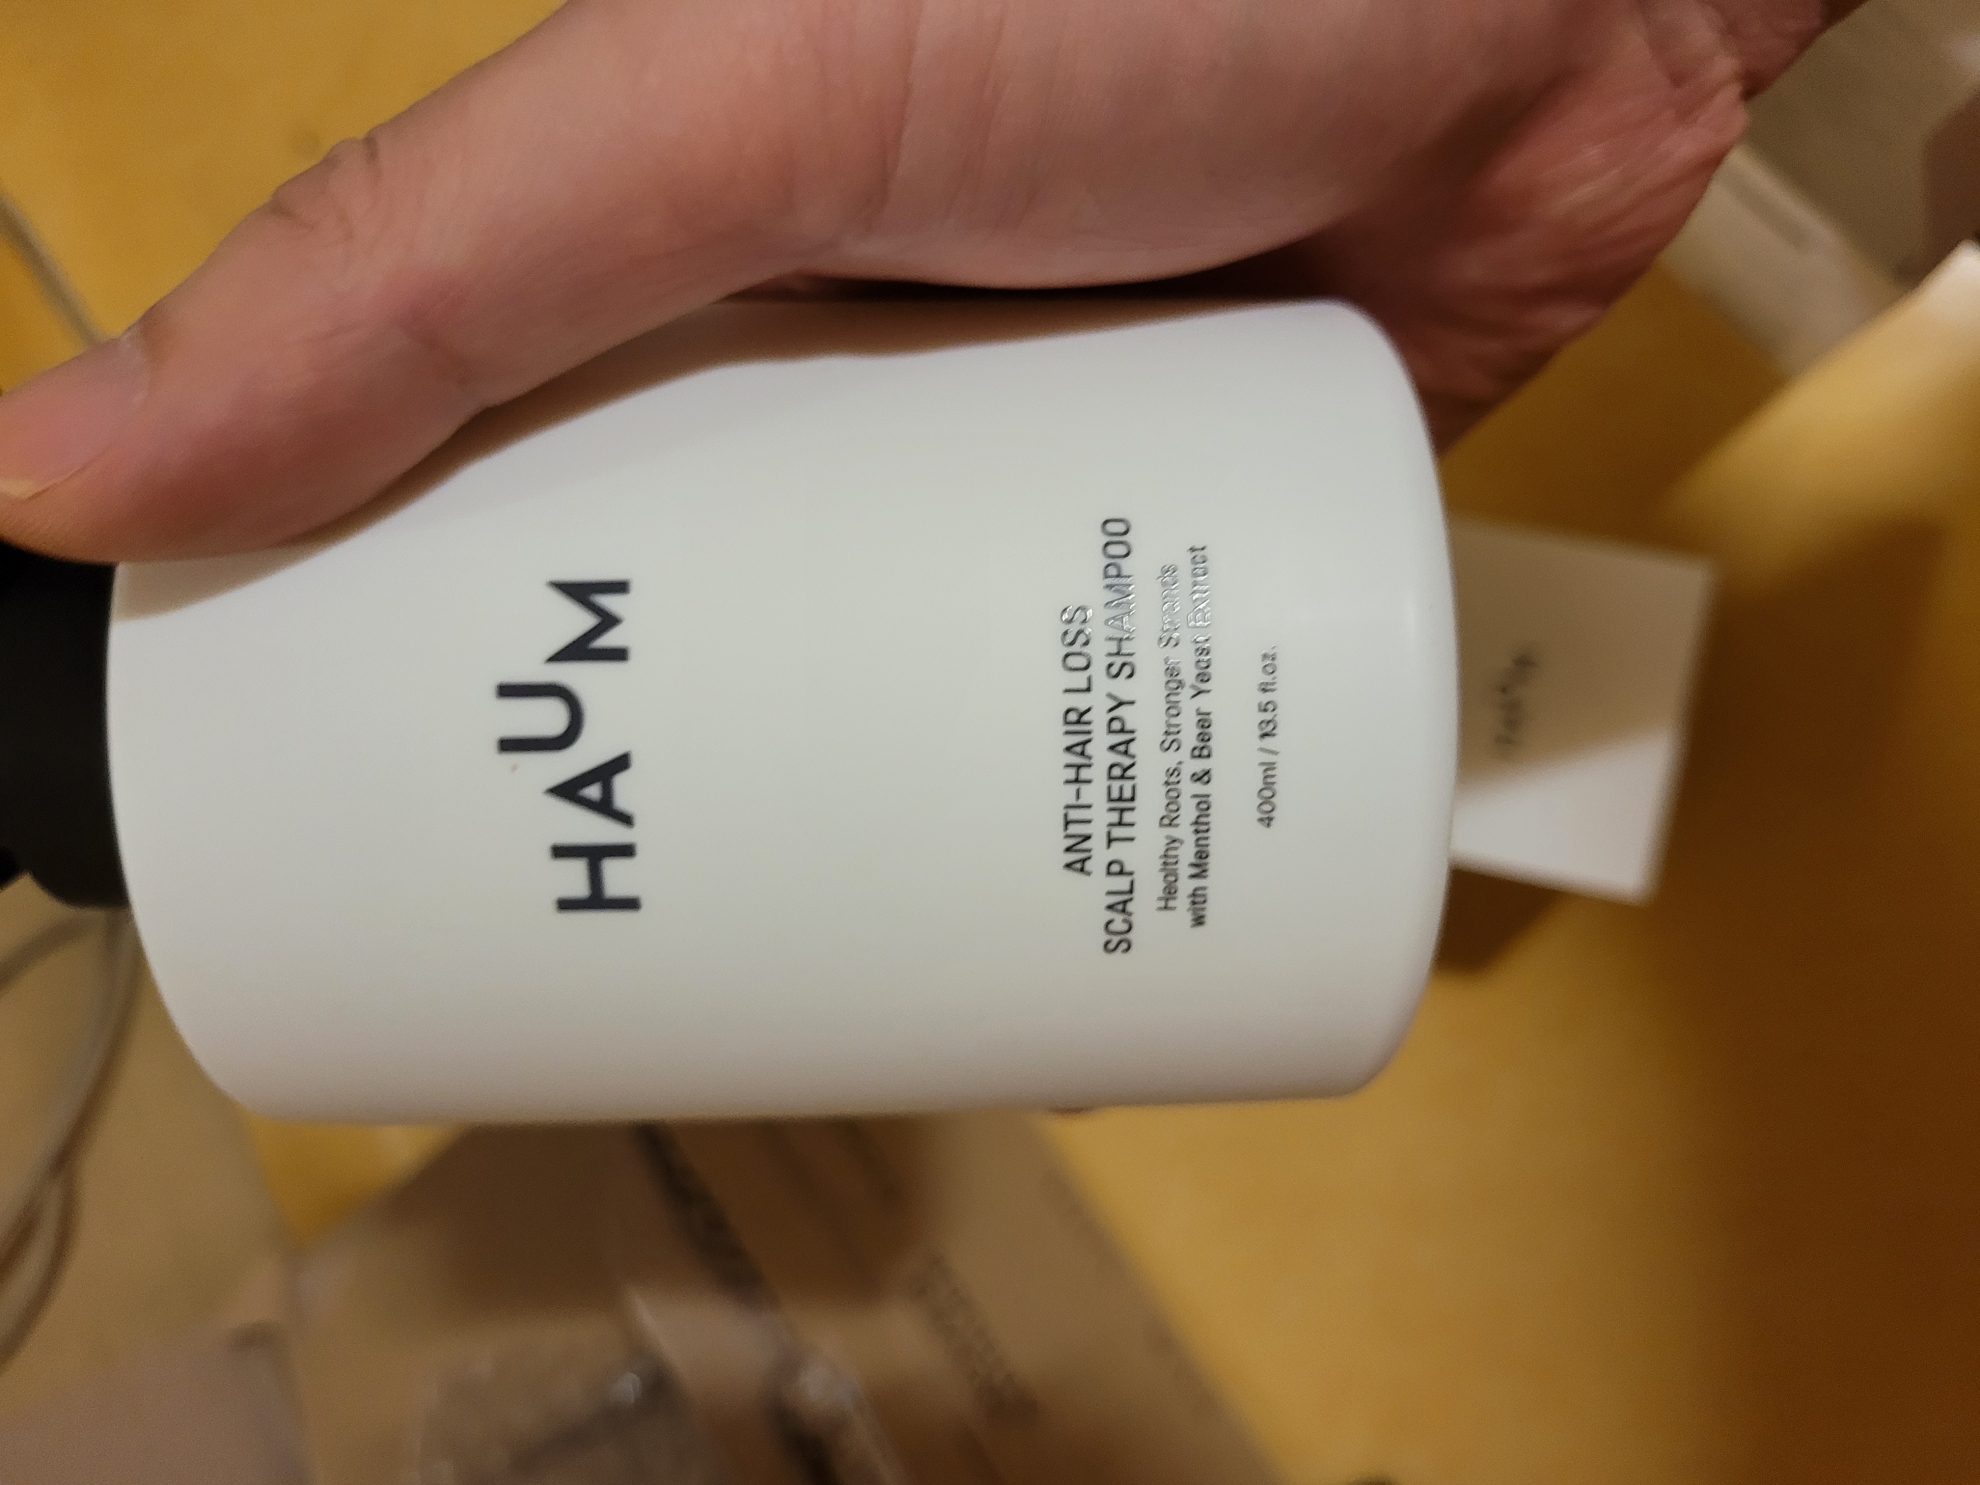 HAUM
ANTI-HAIR LOSS
SCALP THERAPY SHAMPOO
Healthy Roots, Stronger Strands
with Menthol & Beer Yeast Extract
400ml / 13.5 fl.oz.